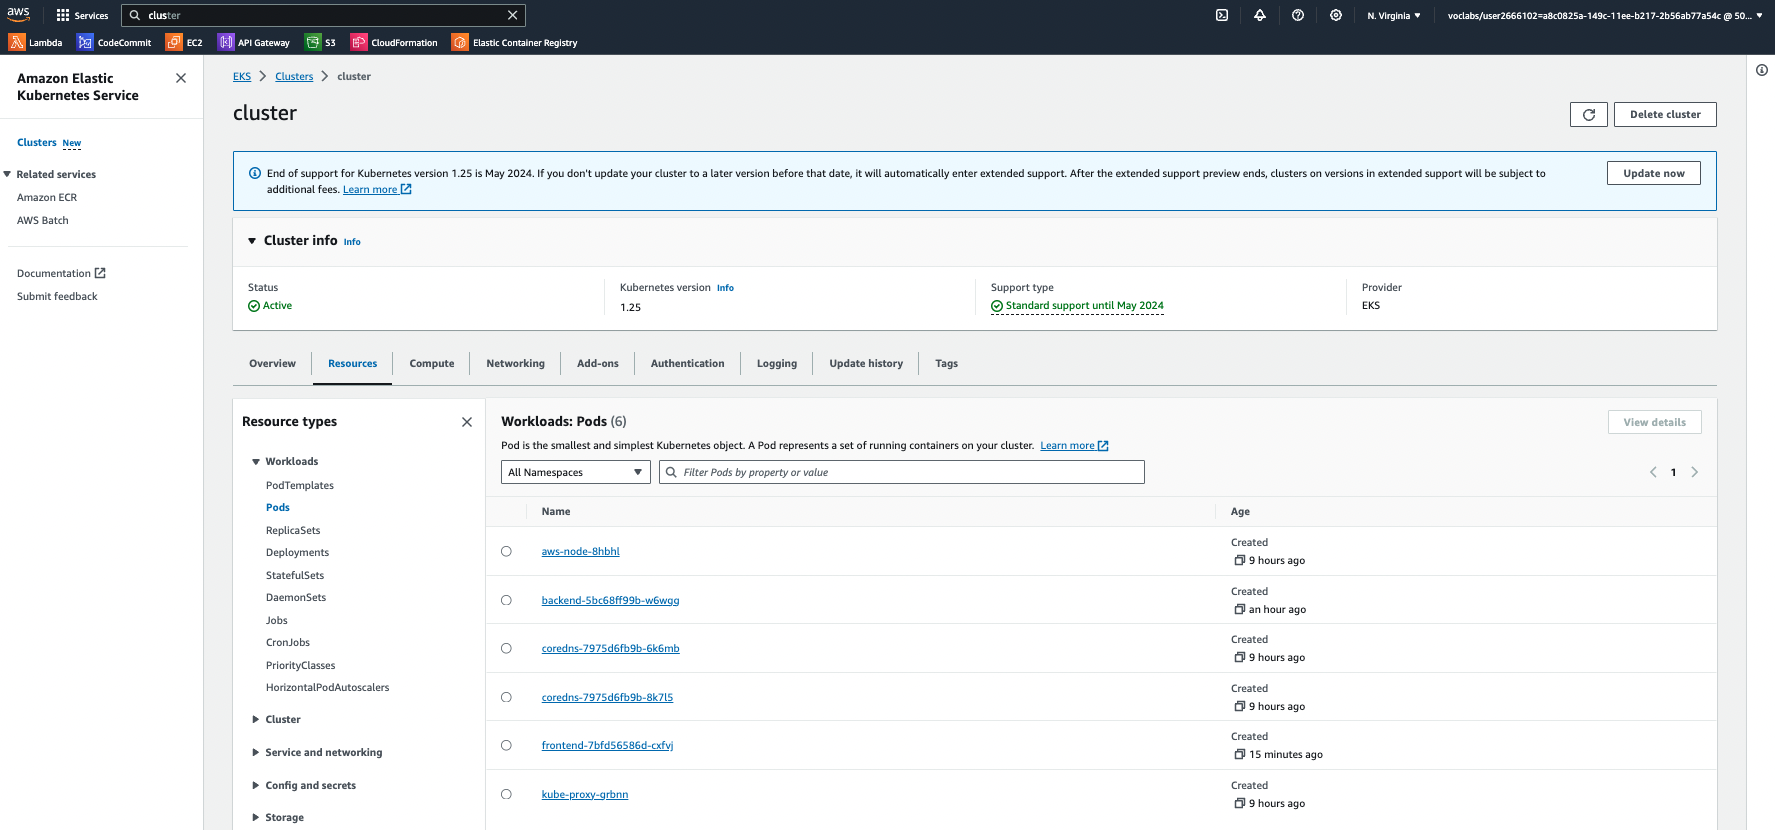 aws
Services
cluster
N. Virginia
voclabs/user2666102=a8c0825a-149c-11ee-b217-2b56ab77a54c @ 50...
Lambda
CodeCommit
EC2
API Gateway
S3
CloudFormation
Elastic Container Registry
Amazon Elastic
Kubernetes Service
Clusters New
Related services
Amazon ECR
AWS Batch
Documentation
Submit feedback
EKS > Clusters > cluster
cluster
Delete cluster
End of support for Kubernetes version 1.25 is May 2024. If you don't update your cluster to a later version before that date, it will automatically enter extended support. After the extended support preview ends, clusters on versions in extended support will be subject to
additional fees. Learn more
Update now
Cluster info Info
Status
Active
Kubernetes version Info
1.25
Support type
Standard support until May 2024
Provider
EKS
Overview
Resources
Compute
Networking
Add-ons
Authentication
Logging
Update history
Tags
Resource types
Workloads
PodTemplates
Pods
ReplicaSets
Deployments
StatefulSets
DaemonSets
Jobs
CronJobs
PriorityClasses
HorizontalPodAutoscalers
Cluster
Service and networking
Config and secrets
Storage
Workloads: Pods (6)
View details
Pod is the smallest and simplest Kubernetes object. A Pod represents a set of running containers on your cluster. Learn more
All Namespaces
Filter Pods by property or value
1
Name
Age
aws-node-8hbhl
Created
9 hours ago
backend-5bc68ff99b-w6wgg
Created
an hour ago
coredns-7975d6fb9b-6k6mb
Created
9 hours ago
coredns-7975d6fb9b-8k7l5
Created
9 hours ago
frontend-7bfd56586d-cxfvj
Created
15 minutes ago
kube-proxy-grbnn
Created
9 hours ago